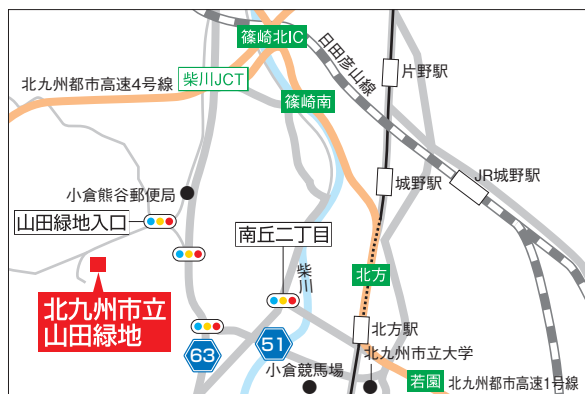 篠崎北IC
日田彦山線
片野駅
北九州都市高速4号線
柴川JCT
篠崎南
小倉熊谷郵便局
城野駅
JR城野駅
山田緑地入口
南丘二丁目
柴川
北方
北九州市立
山田緑地
63
51
北方駅
北九州市立大学
小倉競馬場
若園
北九州都市高速1号線